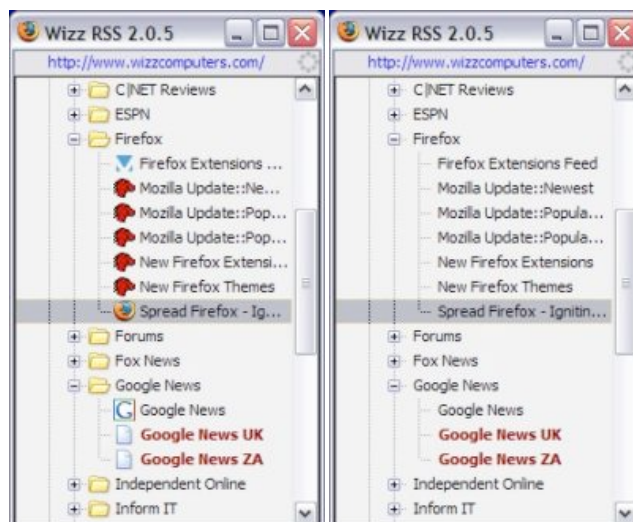 Wizz RSS 2.0.5
http://www.wizzcomputers.com/
C|NET Reviews
ESPN
Firefox
Firefox Extensions ...
Mozilla Update::Ne...
Mozilla Update::Pop...
Mozilla Update::Pop...
New Firefox Extensi...
New Firefox Themes
Spread Firefox - Ig...
Forums
Fox News
Google News
Google News
Google News UK
Google News ZA
Independent Online
Inform IT
Wizz RSS 2.0.5
http://www.wizzcomputers.com/
C|NET Reviews
ESPN
Firefox
Firefox Extensions Feed
Mozilla Update::Newest
Mozilla Update::Popula...
Mozilla Update::Popula...
New Firefox Extensions
New Firefox Themes
Spread Firefox - Ignitin...
Forums
Fox News
Google News
Google News
Google News UK
Google News ZA
Independent Online
Inform IT